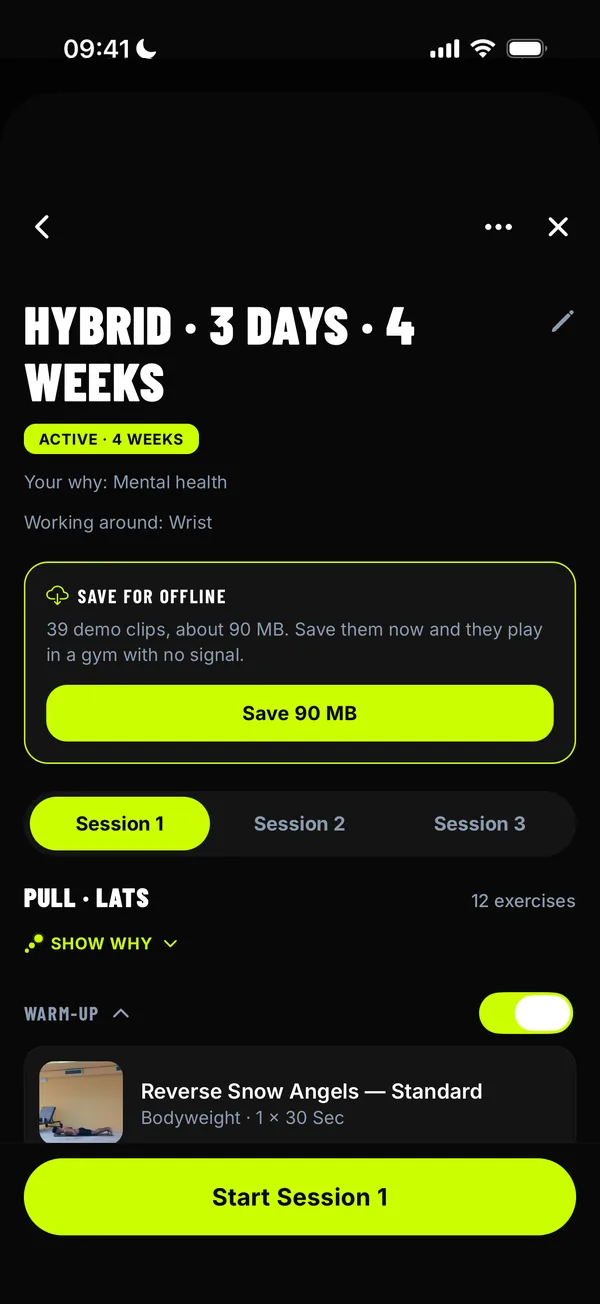 09:41
HYBRID · 3 DAYS · 4
WEEKS
ACTIVE · 4 WEEKS
Your why: Mental health
Working around: Wrist
SAVE FOR OFFLINE
39 demo clips, about 90 MB. Save them now and they play
in a gym with no signal.
Save 90 MB
Session 1
Session 2
Session 3
PULL · LATS
12 exercises
SHOW WHY
WARM-UP
Reverse Snow Angels — Standard
Bodyweight · 1 × 30 Sec
Start Session 1